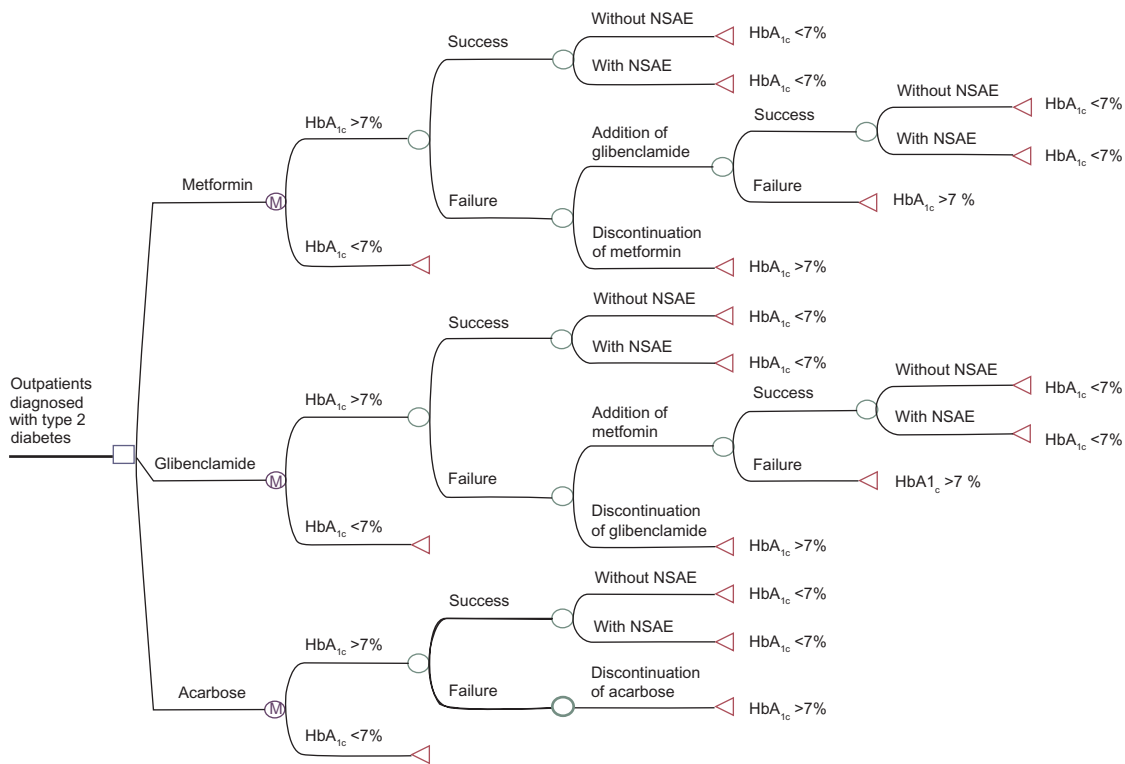 Without NSAE
HbA1c <7%
Success
With NSAE
HbA1c <7%
Without NSAE
HbA1c <7%
Success
HbA1c >7%
Addition of
glibenclamide
With NSAE
HbA1c <7%
Metformin
M
Failure
Failure
HbA1c >7 %
HbA1c <7%
Discontinuation
of metformin
HbA1c >7%
Without NSAE
HbA1c <7%
Success
With NSAE
HbA1c <7%
Without NSAE
HbA1c <7%
Outpatients
diagnosed
with type 2
diabetes
HbA1c >7%
Success
Addition of
metfomin
With NSAE
HbA1c <7%
Glibenclamide
M
Failure
Failure
HbA1c >7 %
HbA1c <7%
Discontinuation
of glibenclamide
HbA1c >7%
Without NSAE
HbA1c <7%
Success
With NSAE
HbA1c <7%
HbA1c >7%
Acarbose
M
Failure
Discontinuation
of acarbose
HbA1c >7%
HbA1c <7%